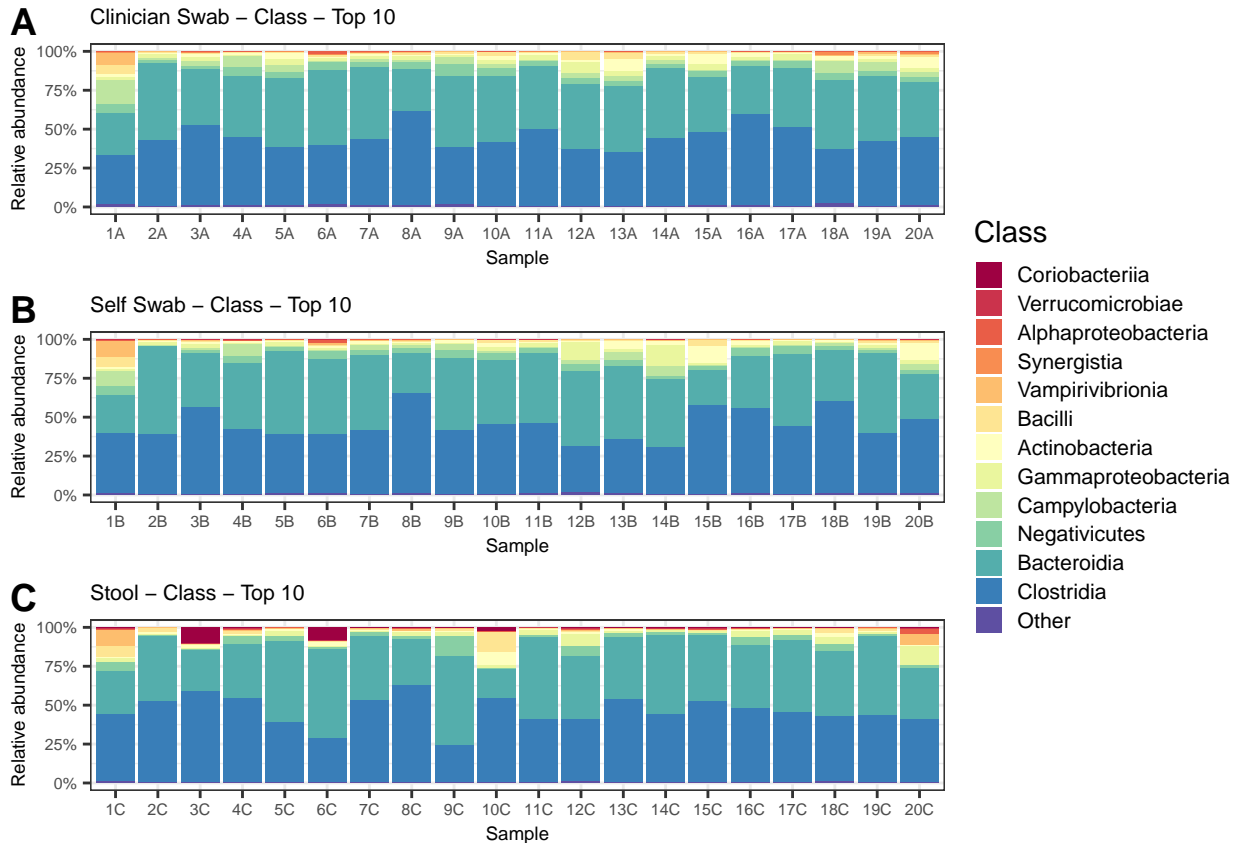 A
Clinician Swab – Class – Top 10
Relative abundance
100%
75%
50%
25%
0%
1A 2A 3A 4A 5A 6A 7A 8A 9A 10A 11A 12A 13A 14A 15A 16A 17A 18A 19A 20A
Sample
B
Self Swab – Class – Top 10
Relative abundance
100%
75%
50%
25%
0%
1B 2B 3B 4B 5B 6B 7B 8B 9B 10B 11B 12B 13B 14B 15B 16B 17B 18B 19B 20B
Sample
C
Stool – Class – Top 10
Relative abundance
100%
75%
50%
25%
0%
1C 2C 3C 4C 5C 6C 7C 8C 9C 10C 11C 12C 13C 14C 15C 16C 17C 18C 19C 20C
Sample
Class
Coriobacteriia
Verrucomicrobiae
Alphaproteobacteria
Synergistia
Vampirivibrionia
Bacilli
Actinobacteria
Gammaproteobacteria
Campylobacteria
Negativicutes
Bacteroidia
Clostridia
Other